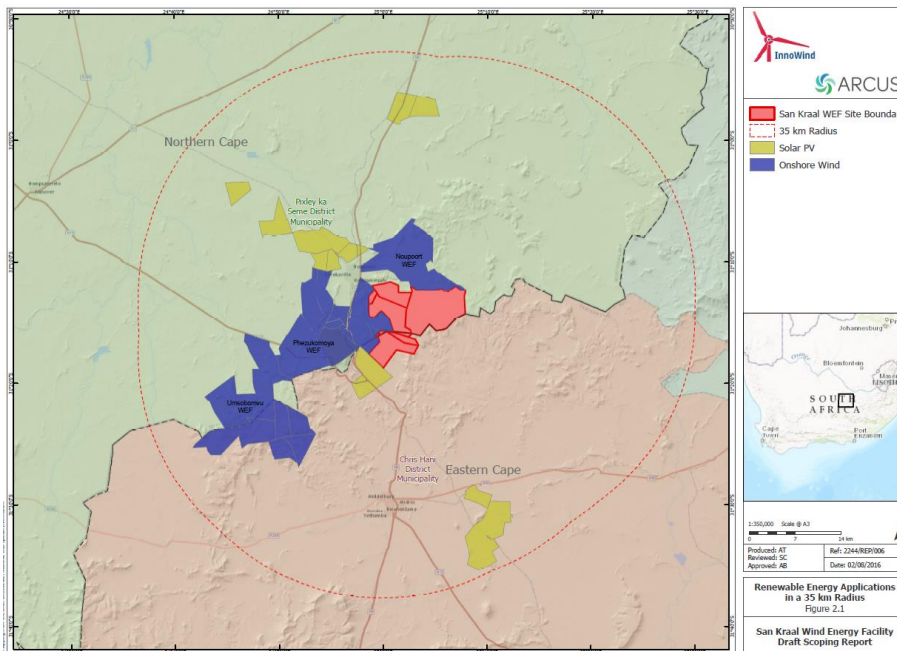 InnoWind
ARCUS
San Kraal WEF Site Bounda
35 km Radius
Solar PV
Onshore Wind
Northern Cape
Pixley ka
Seme District
Municipality
Noupoort
WEF
Phezukomoya
WEF
Umsobomvu
WEF
Chris Hani
District
Municipality
Eastern Cape
Johannesburg
Bloemfontein
SOUTH
AFRICA
Cape
Town
Port
Elizabeth
1:350,000 Scale @ A3
0 7 14 km
Produced: AT
Reviewed: SC
Approved: AB
Ref: 2244/REP/006
Date: 02/08/2016
Renewable Energy Applications
in a 35 km Radius
Figure 2.1
San Kraal Wind Energy Facility
Draft Scoping Report